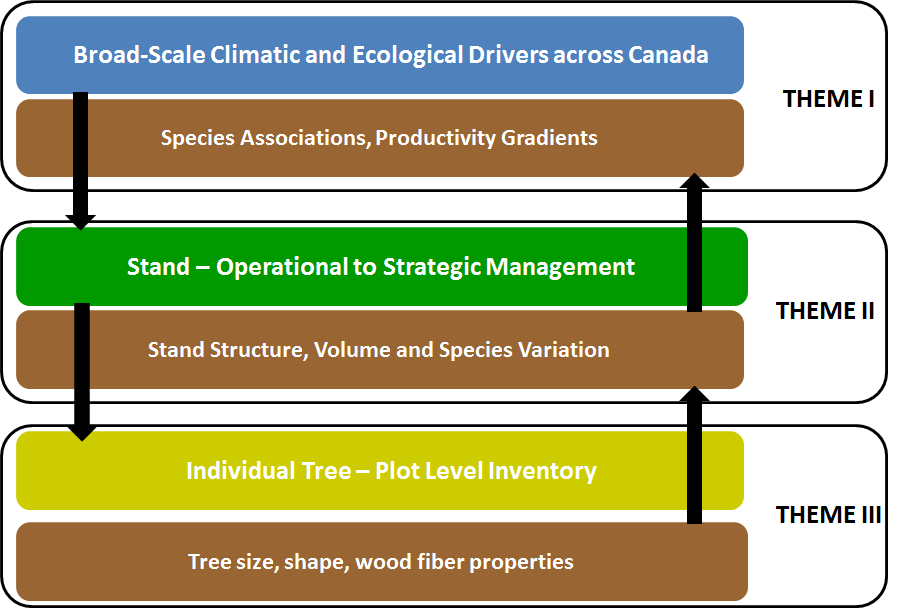 Broad-Scale Climatic and Ecological Drivers across Canada
THEME I
Species Associations, Productivity Gradients
Stand – Operational to Strategic Management
THEME II
Stand Structure, Volume and Species Variation
Individual Tree – Plot Level Inventory
THEME III
Tree size, shape, wood fiber properties